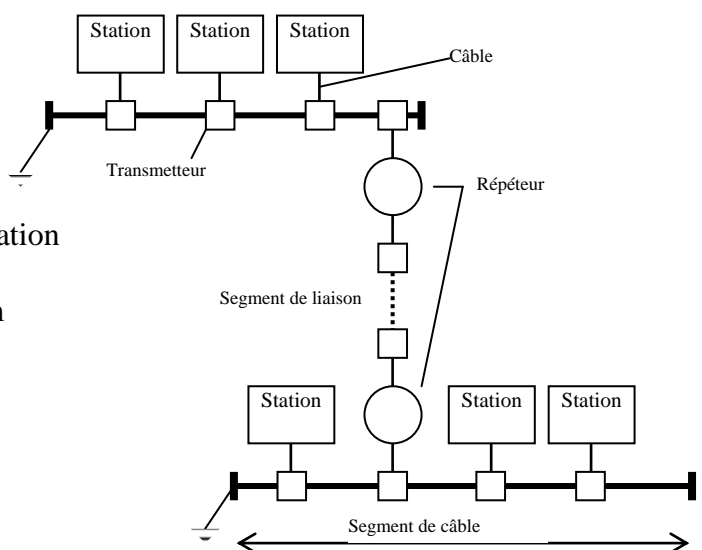 Station Station Station
Câble
Transmetteur
Répéteur
ation
Segment de liaison
n
Station Station Station
Segment de câble